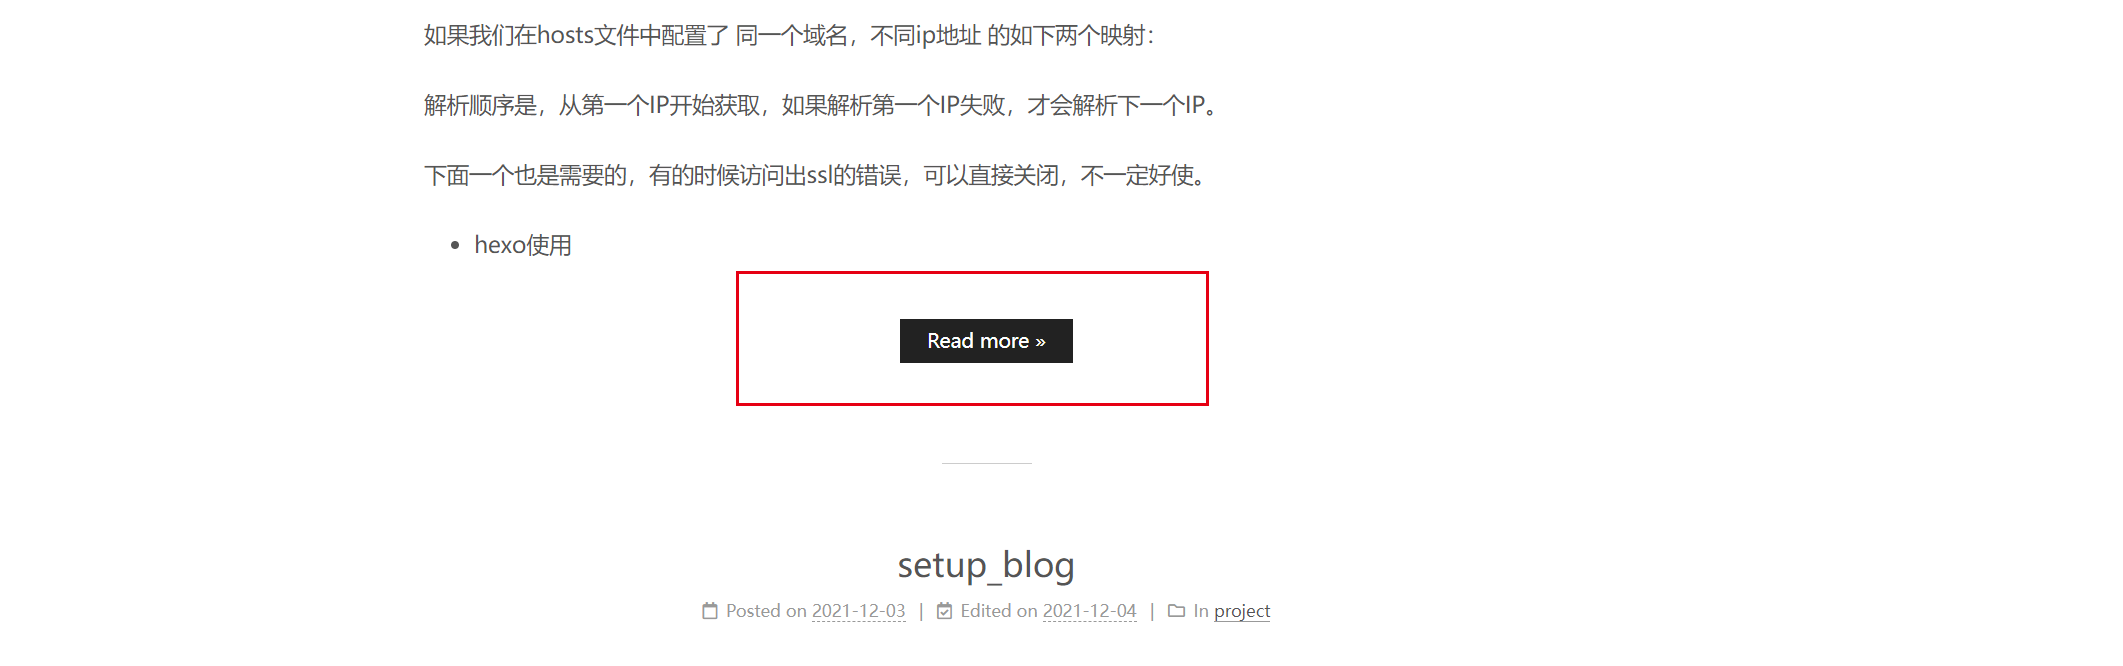 如果我们在hosts文件中配置了 同一个域名，不同ip地址 的如下两个映射：
解析顺序是，从第一个IP开始获取，如果解析第一个IP失败，才会解析下一个IP。
下面一个也是需要的，有的时候访问出ssl的错误，可以直接关闭，不一定好使。
• hexo使用
Read more »
setup_blog
Posted on 2021-12-03 | Edited on 2021-12-04 | In project